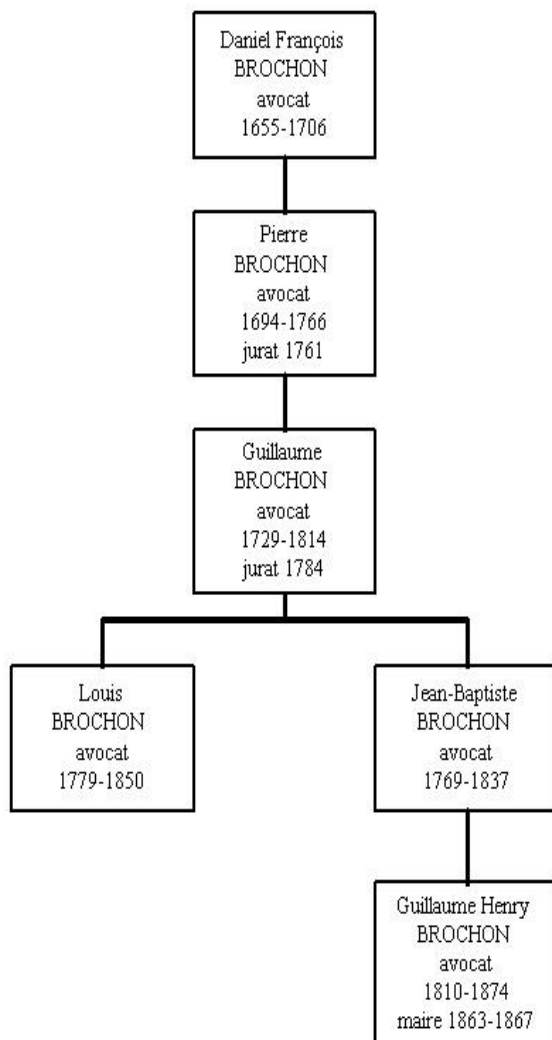 Daniel François
BROCHON
avocat
1655-1706
Pierre
BROCHON
avocat
1694-1766
jurat 1761
Guillaume
BROCHON
avocat
1729-1814
jurat 1784
Louis
BROCHON
avocat
1779-1850
Jean-Baptiste
BROCHON
avocat
1769-1837
Guillaume Henry
BROCHON
avocat
1810-1874
maire 1863-1867